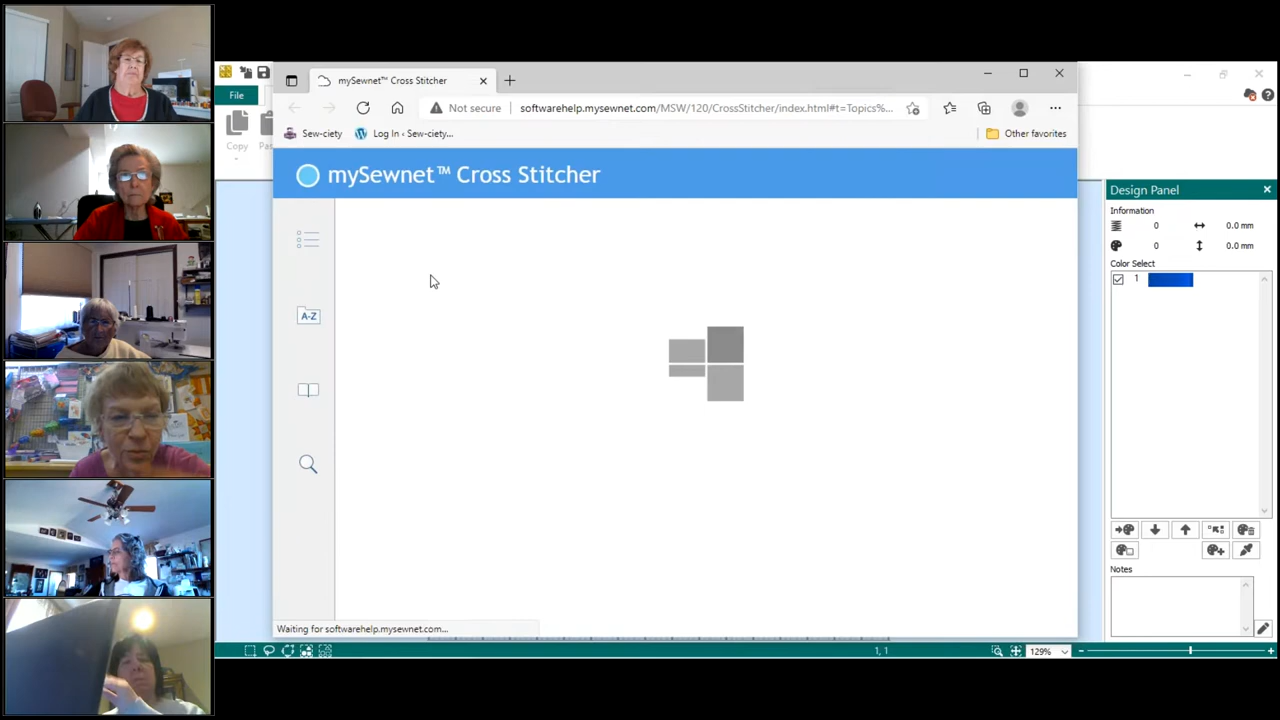 mySewnet™ Cross Stitcher
Not secure
softwarehelp.mysewnet.com/MSW/120/CrossStitcher/index.html#t=Topics%...
Sew-ciety
Log In ‹ Sew-ciety...
Other favorites
mySewnet™ Cross Stitcher
A-Z
Waiting for softwarehelp.mysewnet.com...
File
Copy
Design Panel
Information
0
0.0 mm
0
0.0 mm
Color Select
1
Notes
1, 1
129%